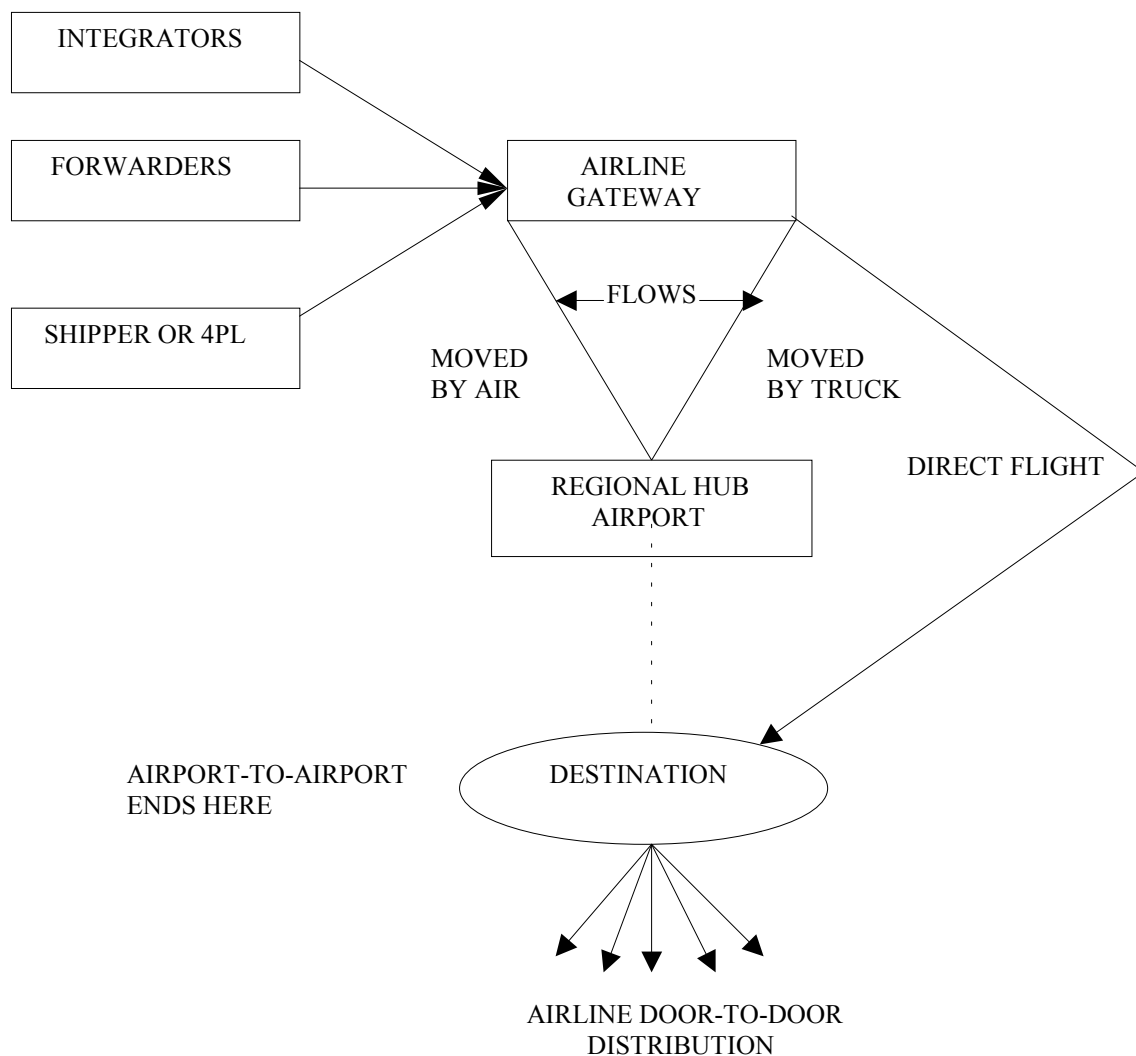 INTEGRATORS
FORWARDERS
SHIPPER OR 4PL
AIRLINE
GATEWAY
FLOWS
MOVED
BY AIR
MOVED
BY TRUCK
DIRECT FLIGHT
REGIONAL HUB
AIRPORT
DESTINATION
AIRPORT-TO-AIRPORT
ENDS HERE
AIRLINE DOOR-TO-DOOR
DISTRIBUTION